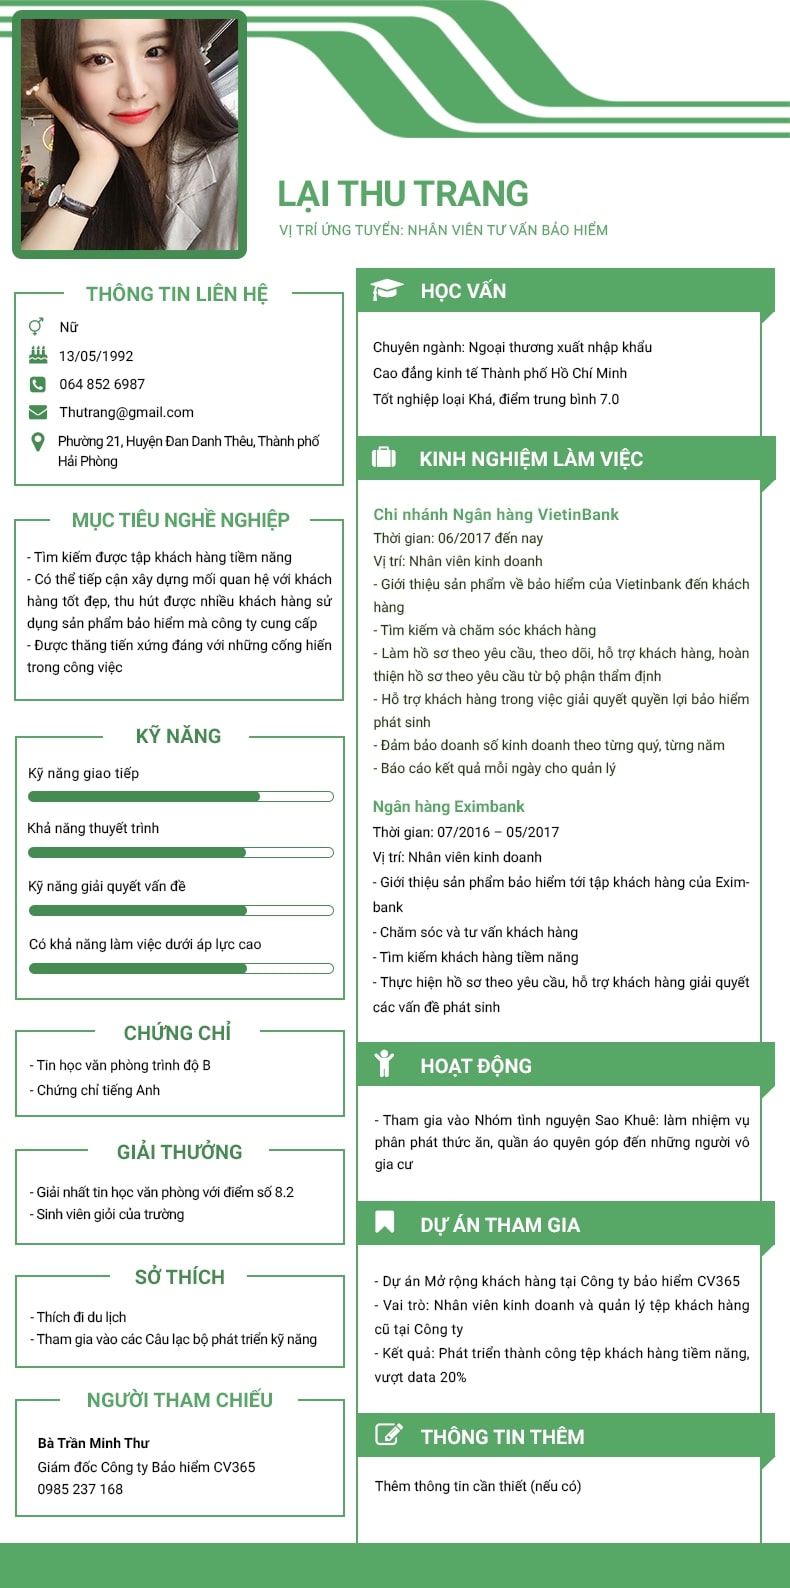 LẠI THU TRANG
VỊ TRÍ ỨNG TUYỂN: NHÂN VIÊN TƯ VẤN BẢO HIỂM
THÔNG TIN LIÊN HỆ
Nữ
13/05/1992
064 852 6987
Thutrang@gmail.com
Phường 21, Huyện Đan Danh Thêu, Thành phố
Hải Phòng
MỤC TIÊU NGHỀ NGHIỆP
- Tìm kiếm được tập khách hàng tiềm năng
- Có thể tiếp cận xây dựng mối quan hệ với khách
hàng tốt đẹp, thu hút được nhiều khách hàng sử
dụng sản phẩm bảo hiểm mà công ty cung cấp
- Được thăng tiến xứng đáng với những cống hiến
trong công việc
KỸ NĂNG
Kỹ năng giao tiếp
Khả năng thuyết trình
Kỹ năng giải quyết vấn đề
Có khả năng làm việc dưới áp lực cao
CHỨNG CHỈ
- Tin học văn phòng trình độ B
- Chứng chỉ tiếng Anh
GIẢI THƯỞNG
- Giải nhất tin học văn phòng với điểm số 8.2
- Sinh viên giỏi của trường
SỞ THÍCH
- Thích đi du lịch
- Tham gia vào các Câu lạc bộ phát triển kỹ năng
NGƯỜI THAM CHIẾU
Bà Trần Minh Thư
Giám đốc Công ty Bảo hiểm CV365
0985 237 168
HỌC VẤN
Chuyên ngành: Ngoại thương xuất nhập khẩu
Cao đẳng kinh tế Thành phố Hồ Chí Minh
Tốt nghiệp loại Khá, điểm trung bình 7.0
KINH NGHIỆM LÀM VIỆC
Chi nhánh Ngân hàng VietinBank
Thời gian: 06/2017 đến nay
Vị trí: Nhân viên kinh doanh
- Giới thiệu sản phẩm về bảo hiểm của Vietinbank đến khách
hàng
- Tìm kiếm và chăm sóc khách hàng
- Làm hồ sơ theo yêu cầu, theo dõi, hỗ trợ khách hàng, hoàn
thiện hồ sơ theo yêu cầu từ bộ phận thẩm định
- Hỗ trợ khách hàng trong việc giải quyết quyền lợi bảo hiểm
phát sinh
- Đảm bảo doanh số kinh doanh theo từng quý, từng năm
- Báo cáo kết quả mỗi ngày cho quản lý
Ngân hàng Eximbank
Thời gian: 07/2016 – 05/2017
Vị trí: Nhân viên kinh doanh
- Giới thiệu sản phẩm bảo hiểm tới tập khách hàng của Exim-
bank
- Chăm sóc và tư vấn khách hàng
- Tìm kiếm khách hàng tiềm năng
- Thực hiện hồ sơ theo yêu cầu, hỗ trợ khách hàng giải quyết
các vấn đề phát sinh
HOẠT ĐỘNG
- Tham gia vào Nhóm tình nguyện Sao Khuê: làm nhiệm vụ
phân phát thức ăn, quần áo quyên góp đến những người vô
gia cư
DỰ ÁN THAM GIA
- Dự án Mở rộng khách hàng tại Công ty bảo hiểm CV365
- Vai trò: Nhân viên kinh doanh và quản lý tệp khách hàng
cũ tại Công ty
- Kết quả: Phát triển thành công tệp khách hàng tiềm năng,
vượt data 20%
THÔNG TIN THÊM
Thêm thông tin cần thiết (nếu có)